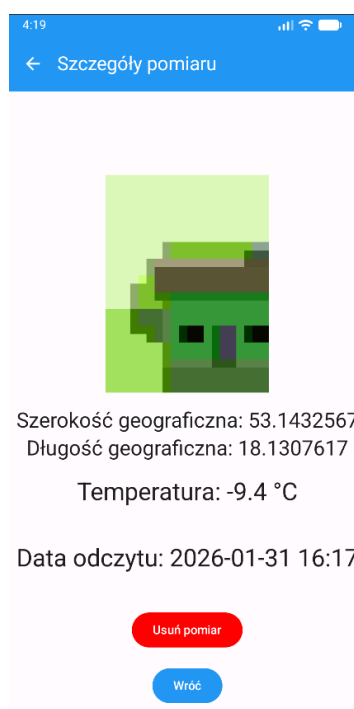 4:19
Szczegóły pomiaru
Szerokość geograficzna: 53.1432567
Długość geograficzna: 18.1307617
Temperatura: -9.4 °C
Data odczytu: 2026-01-31 16:17
Usuń pomiar
Wróć